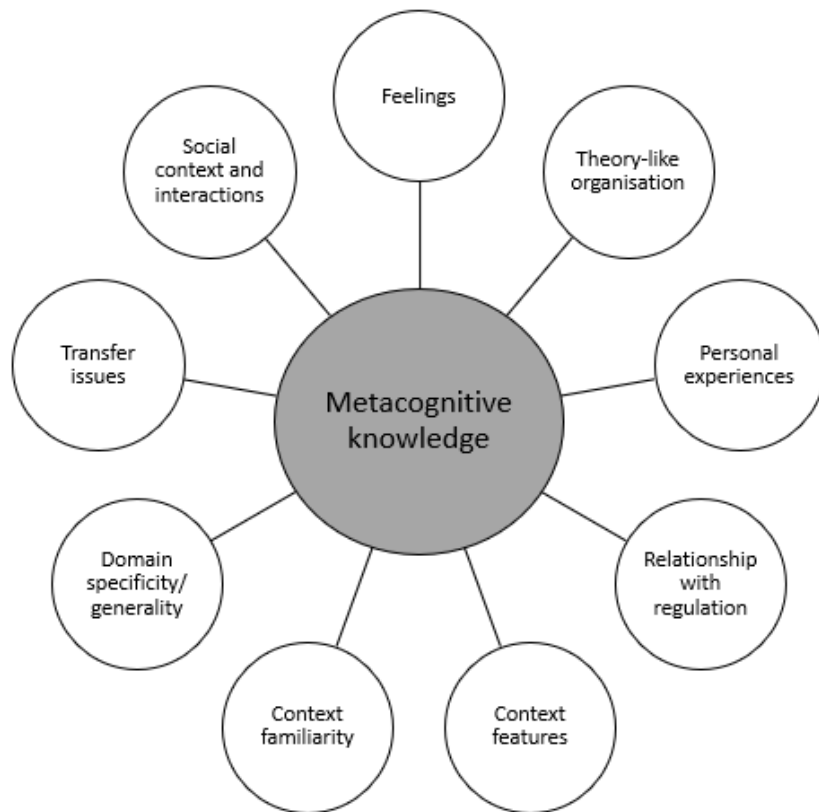 Feelings
Theory-like
organisation
Personal
experiences
Relationship
with
regulation
Context
features
Context
familiarity
Domain
specificity/
generality
Transfer
issues
Social
context and
interactions
Metacognitive
knowledge